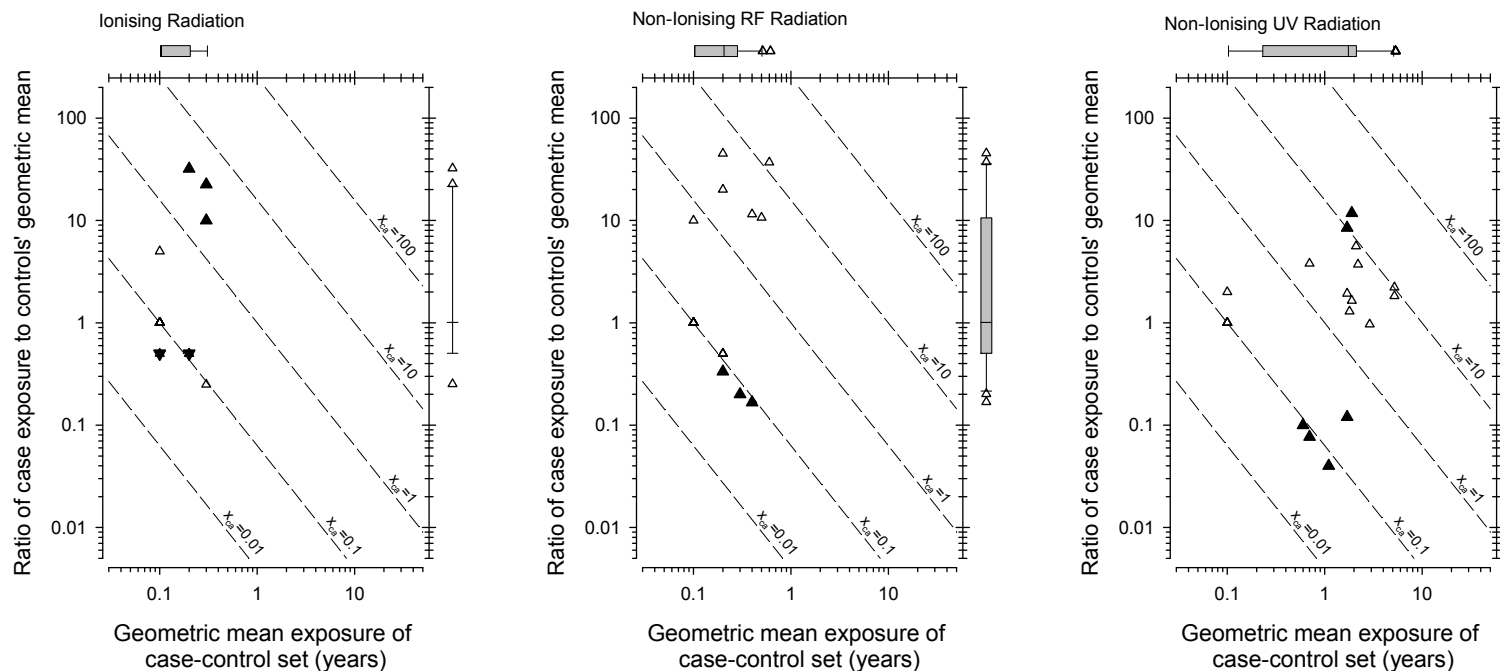 Ionising Radiation
Ratio of case exposure to controls' geometric mean
100
10
1
0.1
0.01
x_ca=100
x_ca=10
x_ca=1
x_ca=0.1
x_ca=0.01
0.1 1 10
Geometric mean exposure of
case-control set (years)
Non-Ionising RF Radiation
Ratio of case exposure to controls' geometric mean
100
10
1
0.1
0.01
x_ca=100
x_ca=10
x_ca=1
x_ca=0.1
x_ca=0.01
0.1 1 10
Geometric mean exposure of
case-control set (years)
Non-Ionising UV Radiation
Ratio of case exposure to controls' geometric mean
100
10
1
0.1
0.01
x_ca=100
x_ca=10
x_ca=1
x_ca=0.1
x_ca=0.01
0.1 1 10
Geometric mean exposure of
case-control set (years)